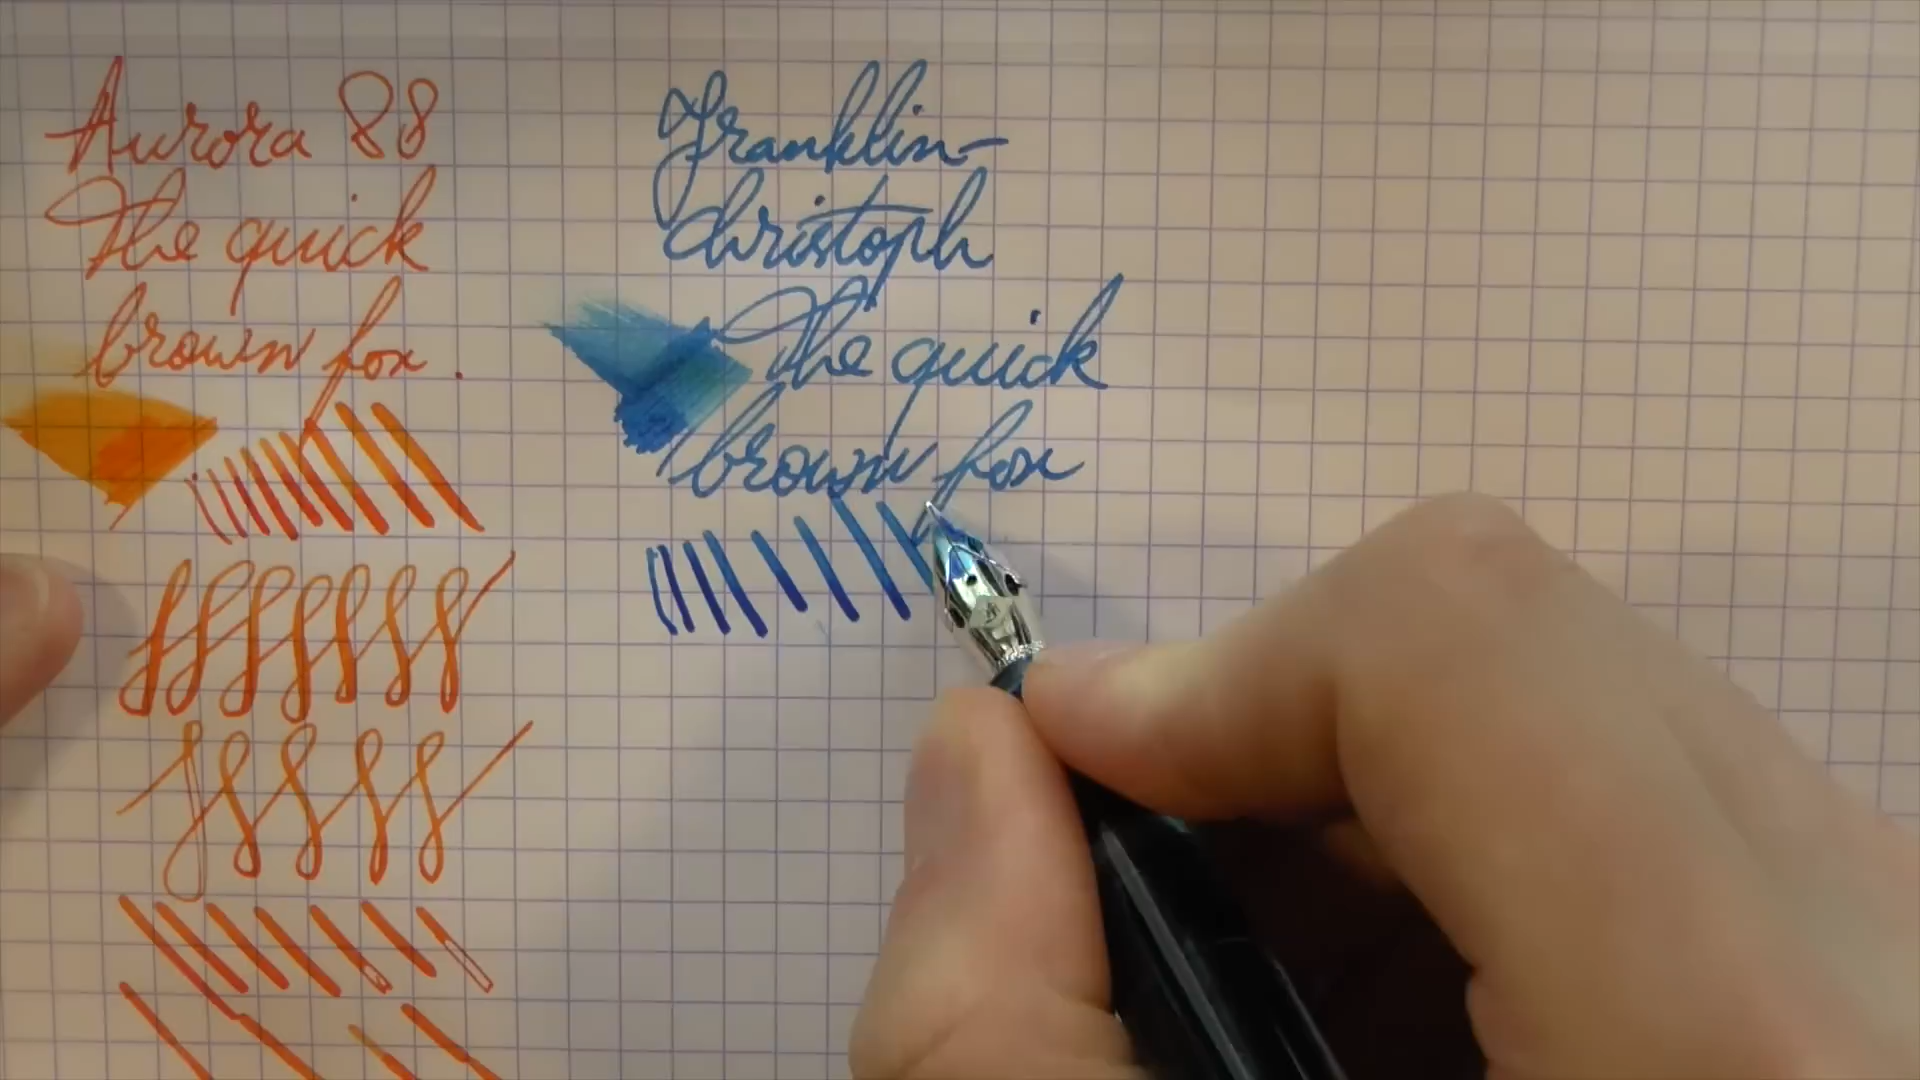 Aurora 88
The quick
brown fox.
Franklin-
Christoph
The quick
brown fox